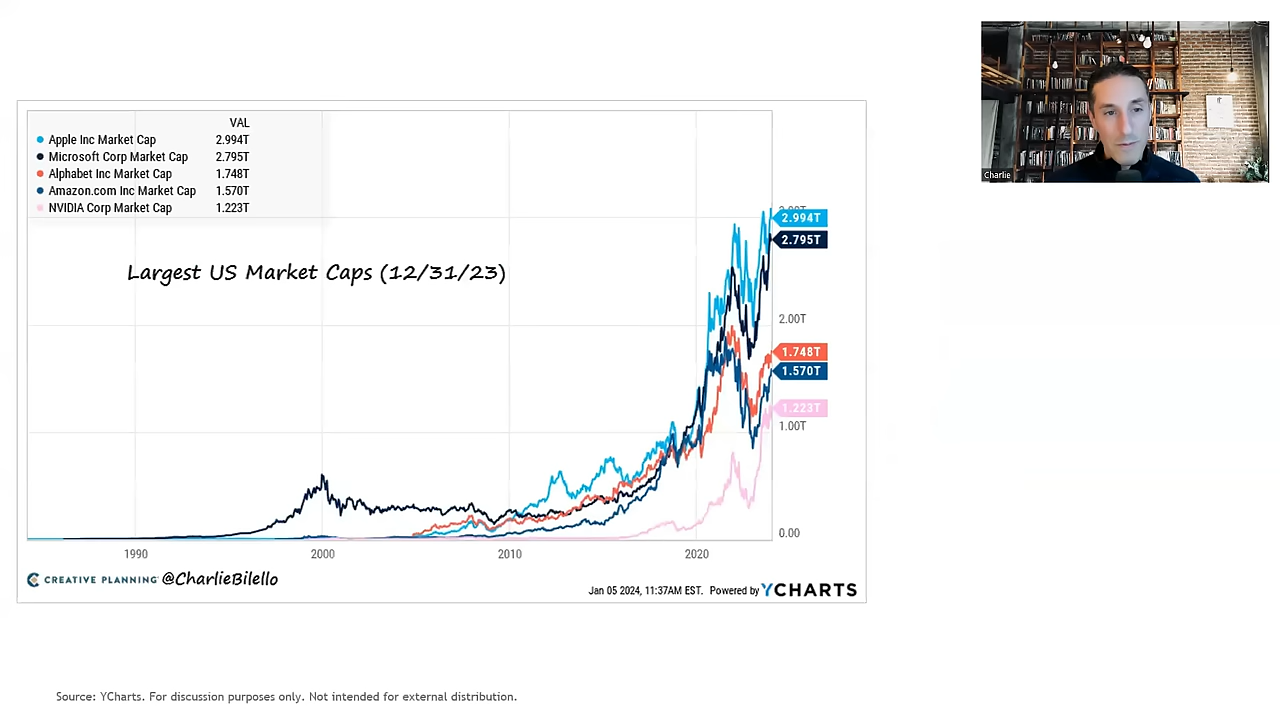 VAL
Apple Inc Market Cap 2.994T
Microsoft Corp Market Cap 2.795T
Alphabet Inc Market Cap 1.748T
Amazon.com Inc Market Cap 1.570T
NVIDIA Corp Market Cap 1.223T
Largest US Market Caps (12/31/23)
2.994T
2.795T
2.00T
1.748T
1.570T
1.223T
1.00T
0.00
1990 2000 2010 2020
CREATIVE PLANNING @CharlieBilello
Jan 05 2024, 11:37AM EST. Powered by YCHARTS
Charlie
Source: YCharts. For discussion purposes only. Not intended for external distribution.